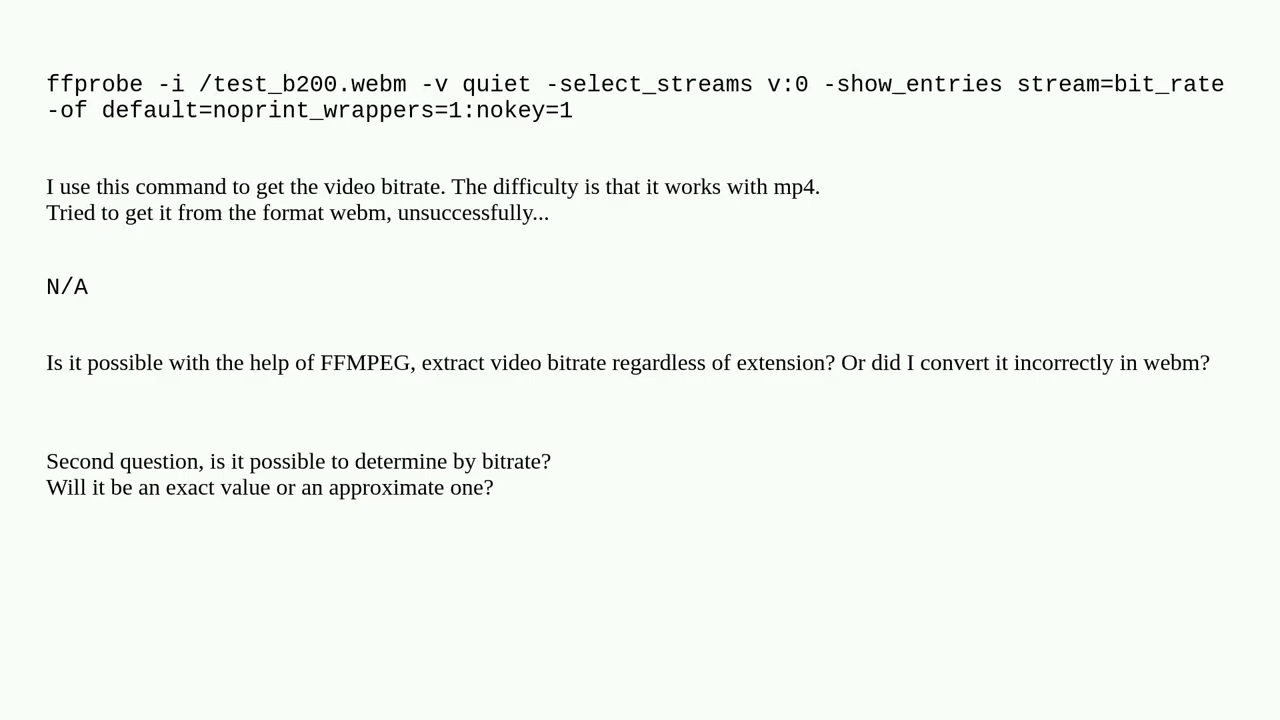 ffprobe -i /test_b200.webm -v quiet -select_streams v:0 -show_entries stream=bit_rate
-of default=noprint_wrappers=1:nokey=1
I use this command to get the video bitrate. The difficulty is that it works with mp4.
Tried to get it from the format webm, unsuccessfully...
N/A
Is it possible with the help of FFMPEG, extract video bitrate regardless of extension? Or did I convert it incorrectly in webm?
Second question, is it possible to determine by bitrate?
Will it be an exact value or an approximate one?